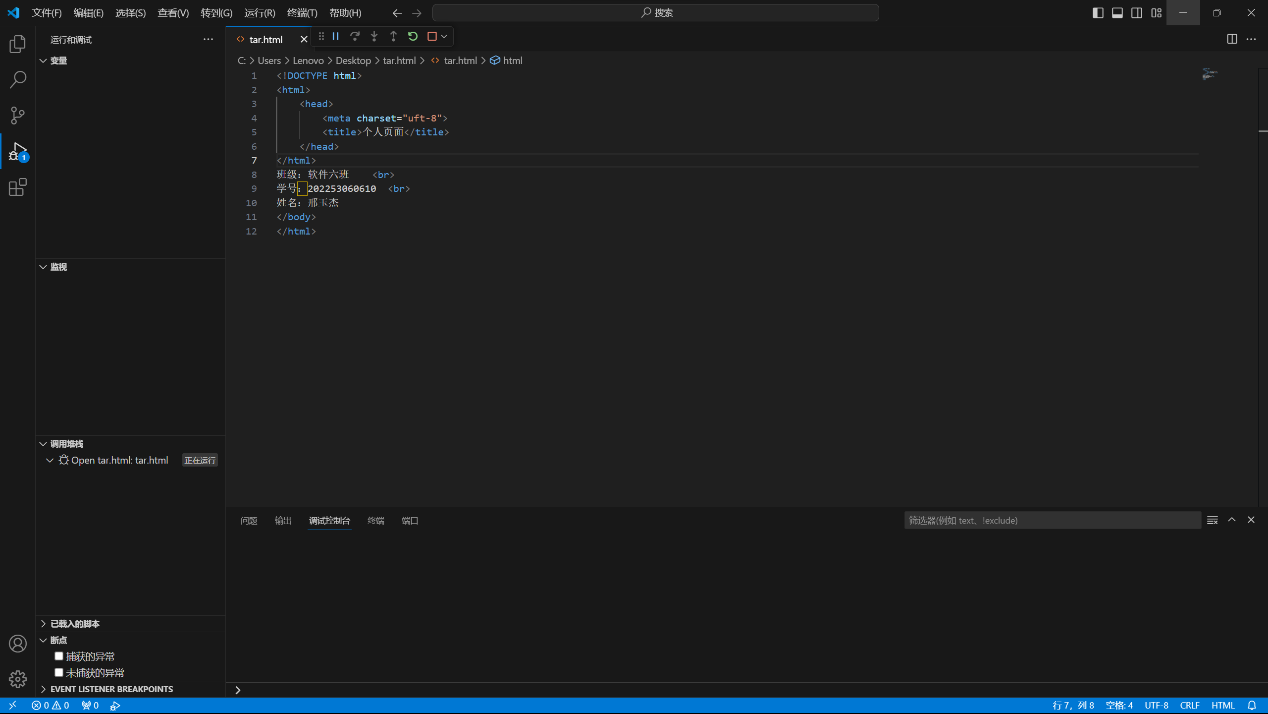 文件(F) 编辑(E) 选择(S) 查看(V) 转到(G) 运行(R) 终端(T) 帮助(H) 搜索
运行和调试
tar.html
C: > Users > Lenovo > Desktop > tar.html > tar.html > html
变量
1 <!DOCTYPE html>
2 <html>
3 <head>
4 <meta charset="uft-8">
5 <title>个人页面</title>
6 </head>
7 </html>
8 班级：软件六班 <br>
9 学号：202253060610 <br>
10 姓名：邢玉杰
11 </body>
12 </html>
监视
调用堆栈
Open tar.html: tar.html 正在运行
问题 输出 调试控制台 终端 端口 筛选器(例如 text、!exclude)
已载入的脚本
断点
捕获的异常
未捕获的异常
EVENT LISTENER BREAKPOINTS
1
0 0 0 行 7，列 8 空格: 4 UTF-8 CRLF HTML